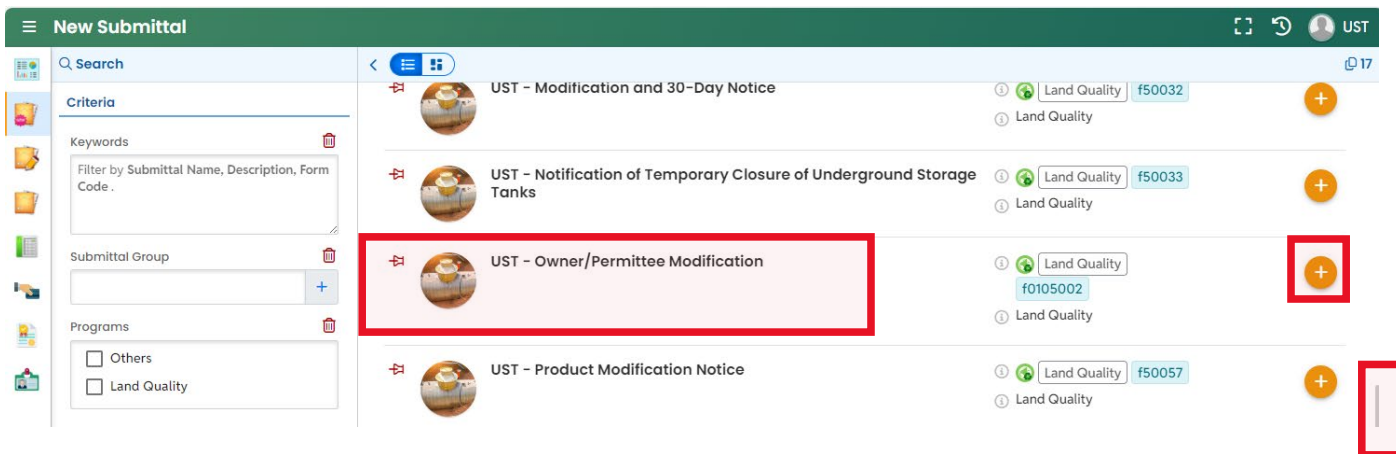 New Submittal
UST
Search
17
Criteria
Keywords
Filter by Submittal Name, Description, Form
Code .
Submittal Group
+
Programs
Others
Land Quality
UST - Modification and 30-Day Notice
Land Quality f50032
Land Quality
+
UST - Notification of Temporary Closure of Underground Storage
Tanks
Land Quality f50033
Land Quality
+
UST - Owner/Permittee Modification
Land Quality
f0105002
Land Quality
+
UST - Product Modification Notice
Land Quality f50057
Land Quality
+